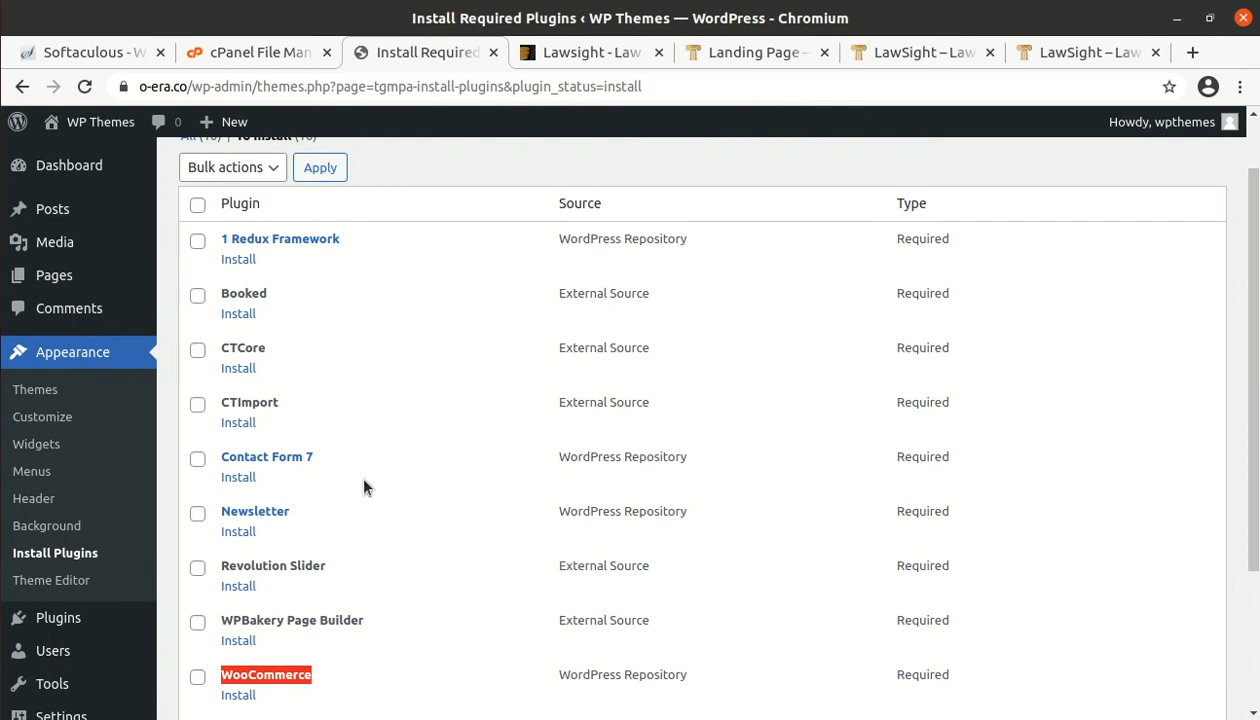 Install Required Plugins ‹ WP Themes — WordPress - Chromium
Softaculous - W
cPanel File Man
Install Required
Lawsight - Law
Landing Page –
LawSight – Law
LawSight – Law
o-era.co/wp-admin/themes.php?page=tgmpa-install-plugins&plugin_status=install
WP Themes 0 New Howdy, wpthemes
Bulk actions Apply
Plugin Source Type
1 Redux Framework WordPress Repository Required
Install
Booked External Source Required
Install
CTCore External Source Required
Install
CTImport External Source Required
Install
Contact Form 7 WordPress Repository Required
Install
Newsletter WordPress Repository Required
Install
Revolution Slider External Source Required
Install
WPBakery Page Builder External Source Required
Install
WooCommerce WordPress Repository Required
Install
Dashboard
Posts
Media
Pages
Comments
Appearance
Themes
Customize
Widgets
Menus
Header
Background
Install Plugins
Theme Editor
Plugins
Users
Tools
Settings